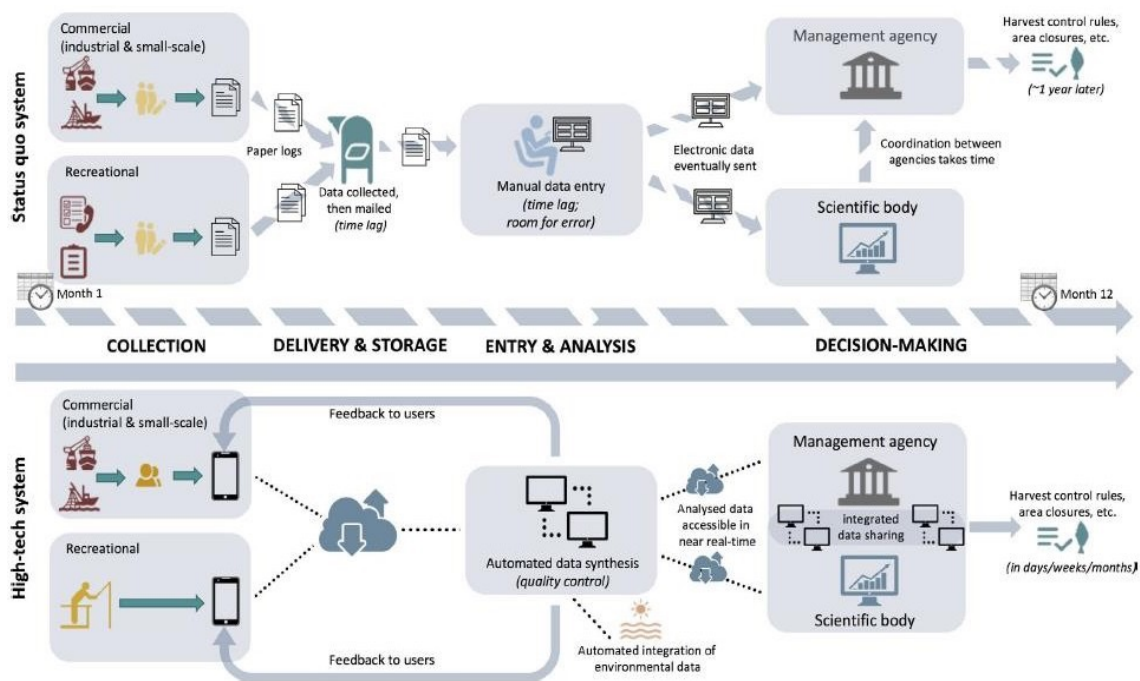 Status quo system
Commercial
(industrial & small-scale)
Recreational
Paper logs
Data collected,
then mailed
(time lag)
Manual data entry
(time lag;
room for error)
Electronic data
eventually sent
Management agency
Coordination between
agencies takes time
Scientific body
Harvest control rules,
area closures, etc.
(~1 year later)
Month 1
Month 12
COLLECTION
DELIVERY & STORAGE
ENTRY & ANALYSIS
DECISION-MAKING
High-tech system
Commercial
(industrial & small-scale)
Recreational
Feedback to users
Automated data synthesis
(quality control)
Feedback to users
Automated integration of
environmental data
Analysed data
accessible in
near real-time
Management agency
integrated
data sharing
Scientific body
Harvest control rules,
area closures, etc.
(in days/weeks/months)